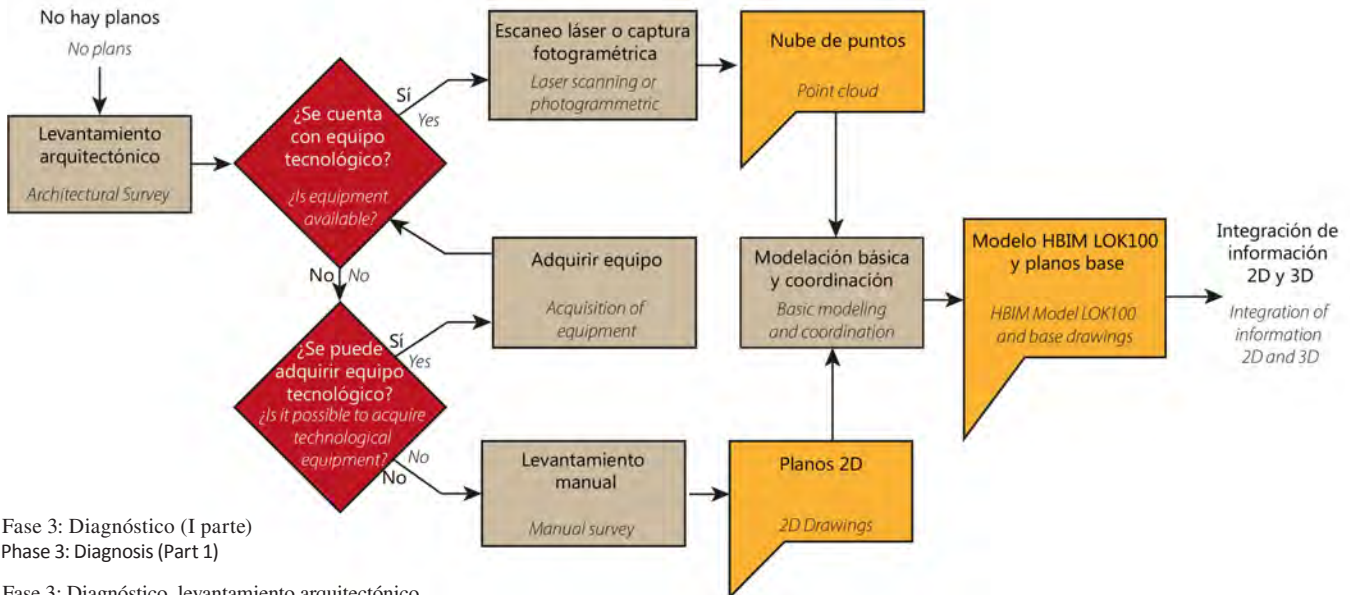 No hay planos
No plans
Levantamiento
arquitectónico
Architectural Survey
¿Se cuenta
con equipo
tecnológico?
¿Is equipment
available?
Sí
Yes
Escaneo láser o captura
fotogramétrica
Laser scanning or
photogrammetric
Nube de puntos
Point cloud
No
No
Adquirir equipo
Acquisition of
equipment
¿Se puede
adquirir equipo
tecnológico?
¿Is it possible to acquire
technological
equipment?
Sí
Yes
No
No
Levantamiento
manual
Manual survey
Planos 2D
2D Drawings
Modelación básica
y coordinación
Basic modeling
and coordination
Modelo HBIM LOK100
y planos base
HBIM Model LOK100
and base drawings
Integración de
información
2D y 3D
Integration of
information
2D and 3D
Fase 3: Diagnóstico (I parte)
Phase 3: Diagnosis (Part 1)
Fase 3: Diagnóstico, levantamiento arquitectónico